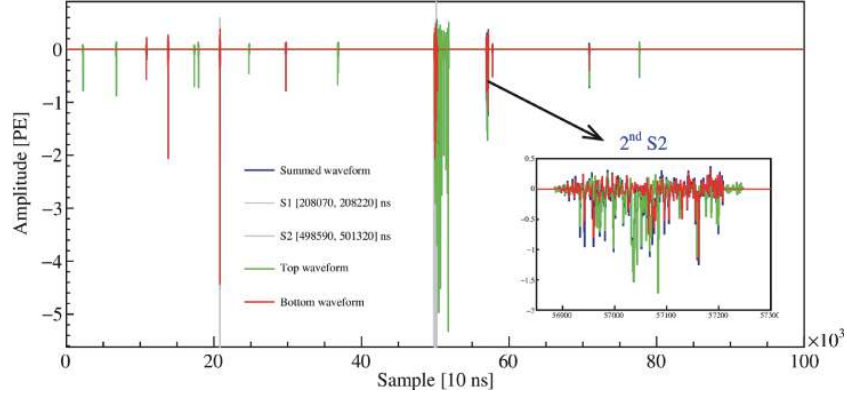 0
−1
−2
−3
−4
−5
Amplitude [PE]
Summed waveform
S1 [208070, 208220] ns
S2 [498590, 501320] ns
Top waveform
Bottom waveform
2nd S2
0.5
0
−0.5
−1
−1.5
−2
56900 57000 57100 57200 57300
0 20 40 60 80 100
×10³
Sample [10 ns]